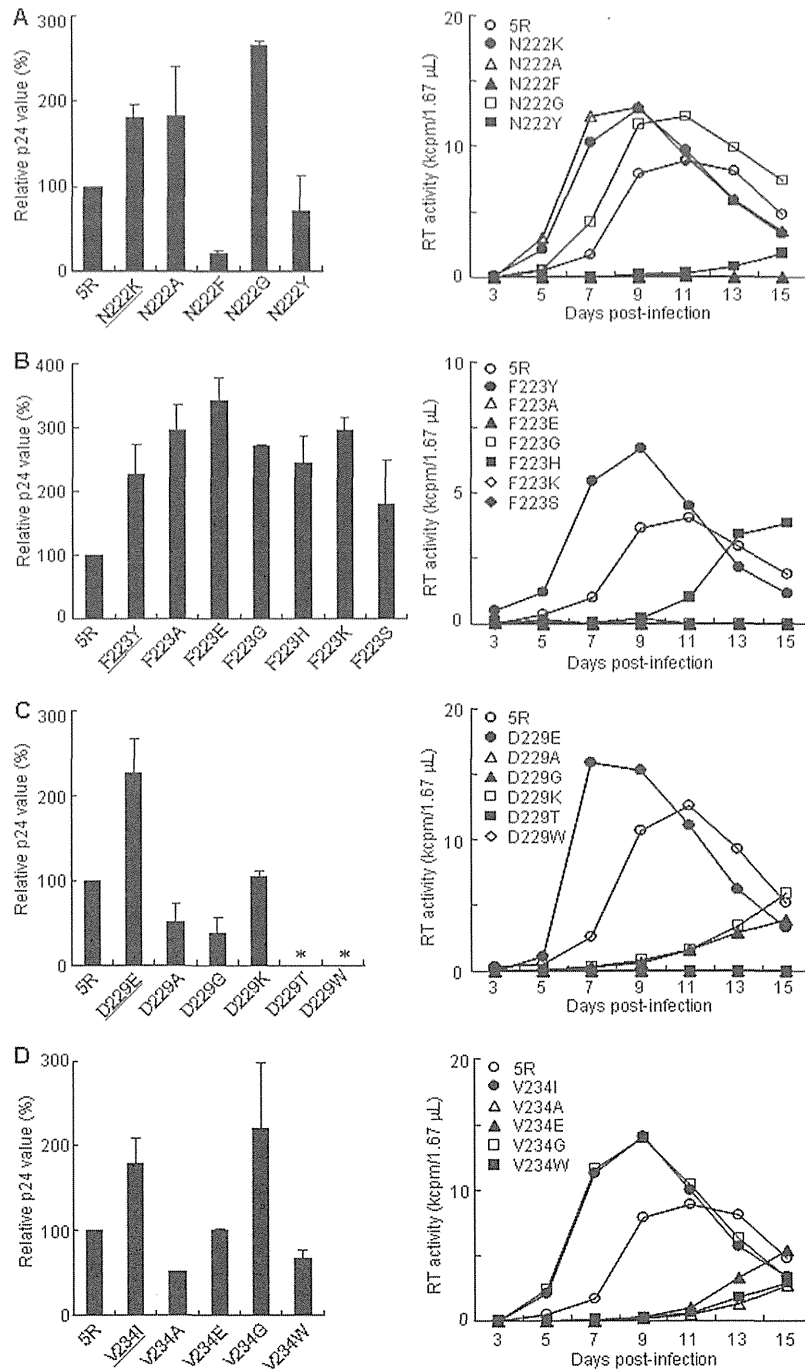 A
Relative p24 value (%)
300
200
100
0
5R
N222K
N222A
N222F
N222G
N222Y
RT activity (kcpm/1.67 µL)
20
10
0
5R
N222K
N222A
N222F
N222G
N222Y
3 5 7 9 11 13 15
Days post-infection
B
Relative p24 value (%)
400
300
200
100
0
5R
F223Y
F223A
F223E
F223G
F223H
F223K
F223S
RT activity (kcpm/1.67 µL)
10
5
0
5R
F223Y
F223A
F223E
F223G
F223H
F223K
F223S
3 5 7 9 11 13 15
Days post-infection
C
Relative p24 value (%)
300
200
100
0
* *
5R
D229E
D229A
D229G
D229K
D229T
D229W
RT activity (kcpm/1.67 µL)
20
10
0
5R
D229E
D229A
D229G
D229K
D229T
D229W
3 5 7 9 11 13 15
Days post-infection
D
Relative p24 value (%)
300
200
100
0
5R
V234I
V234A
V234E
V234G
V234W
RT activity (kcpm/1.67 µL)
20
10
0
5R
V234I
V234A
V234E
V234G
V234W
3 5 7 9 11 13 15
Days post-infection